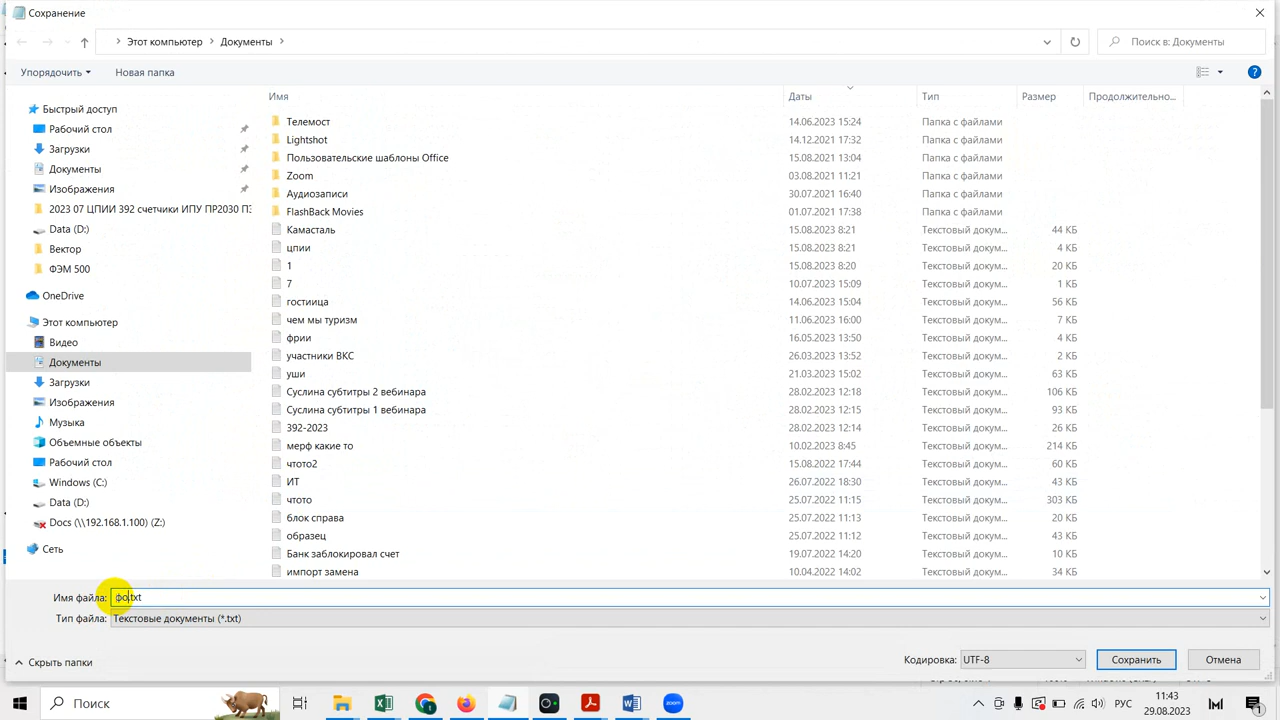 Сохранение
Этот компьютер
Документы
Поиск в: Документы
Упорядочить
Новая папка
Имя
Даты
Тип
Размер
Продолжительно...
Быстрый доступ
Рабочий стол
Загрузки
Документы
Изображения
2023 07 ЦПИИ 392 счетчики ИПУ ПР2030 ПЗ
Data (D:)
Вектор
ФЭМ 500
OneDrive
Этот компьютер
Видео
Документы
Загрузки
Изображения
Музыка
Объемные объекты
Рабочий стол
Windows (C:)
Data (D:)
Docs (\\192.168.1.100) (Z:)
Сеть
Телемост 14.06.2023 15:24 Папка с файлами
Lightshot 14.12.2021 17:32 Папка с файлами
Пользовательские шаблоны Office 15.08.2021 13:04 Папка с файлами
Zoom 03.08.2021 11:21 Папка с файлами
Аудиозаписи 30.07.2021 16:40 Папка с файлами
FlashBack Movies 01.07.2021 17:38 Папка с файлами
Камасталь 15.08.2023 8:21 Текстовый докум... 44 КБ
цпии 15.08.2023 8:21 Текстовый докум... 4 КБ
1 15.08.2023 8:20 Текстовый докум... 20 КБ
7 10.07.2023 15:09 Текстовый докум... 1 КБ
гостиица 14.06.2023 15:04 Текстовый докум... 56 КБ
чем мы туризм 11.06.2023 16:00 Текстовый докум... 7 КБ
фрии 16.05.2023 13:50 Текстовый докум... 4 КБ
участники ВКС 26.03.2023 13:52 Текстовый докум... 2 КБ
уши 21.03.2023 15:02 Текстовый докум... 63 КБ
Суслина субтитры 2 вебинара 28.02.2023 12:18 Текстовый докум... 106 КБ
Суслина субтитры 1 вебинара 28.02.2023 12:15 Текстовый докум... 93 КБ
392-2023 28.02.2023 12:14 Текстовый докум... 26 КБ
мерф какие то 10.02.2023 8:45 Текстовый докум... 214 КБ
чтото2 15.08.2022 17:44 Текстовый докум... 60 КБ
ИТ 26.07.2022 18:30 Текстовый докум... 43 КБ
чтото 25.07.2022 11:15 Текстовый докум... 303 КБ
блок справа 25.07.2022 11:13 Текстовый докум... 20 КБ
образец 25.07.2022 11:12 Текстовый докум... 43 КБ
Банк заблокировал счет 19.07.2022 14:20 Текстовый докум... 10 КБ
импорт замена 10.04.2022 14:02 Текстовый докум... 34 КБ
Имя файла: фо.txt
Тип файла: Текстовые документы (*.txt)
Скрыть папки
Кодировка: UTF-8
Сохранить
Отмена
Поиск
zoom
РУС
11:43
29.08.2023
1